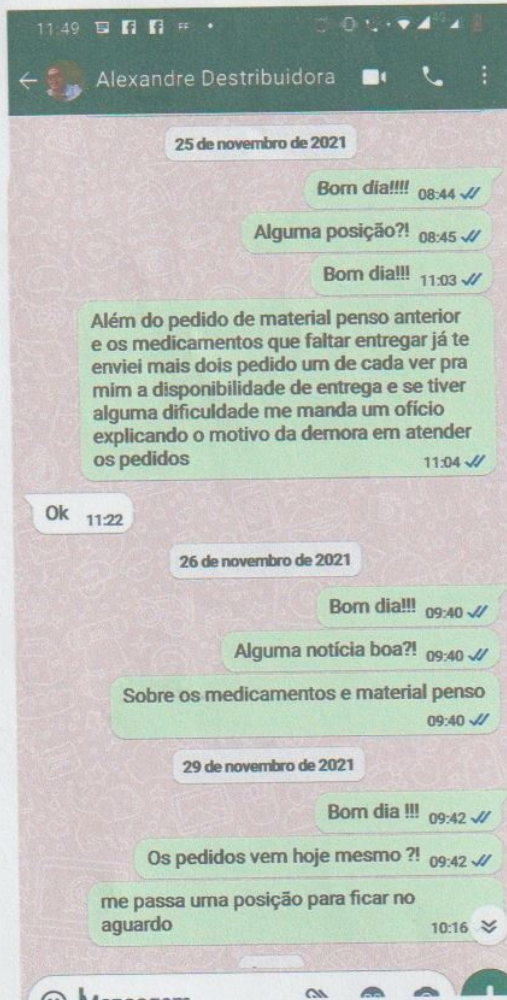 11:49
Alexandre Destribuidora
25 de novembro de 2021
Bom dia!!!! 08:44
Alguma posição?! 08:45
Bom dia!!! 11:03
Além do pedido de material penso anterior
e os medicamentos que faltar entregar já te
enviei mais dois pedido um de cada ver pra
mim a disponibilidade de entrega e se tiver
alguma dificuldade me manda um ofício
explicando o motivo da demora em atender
os pedidos 11:04
Ok 11:22
26 de novembro de 2021
Bom dia!!! 09:40
Alguma notícia boa?! 09:40
Sobre os medicamentos e material penso
09:40
29 de novembro de 2021
Bom dia !!! 09:42
Os pedidos vem hoje mesmo ?! 09:42
me passa uma posição para ficar no
aguardo 10:16
Mensagem